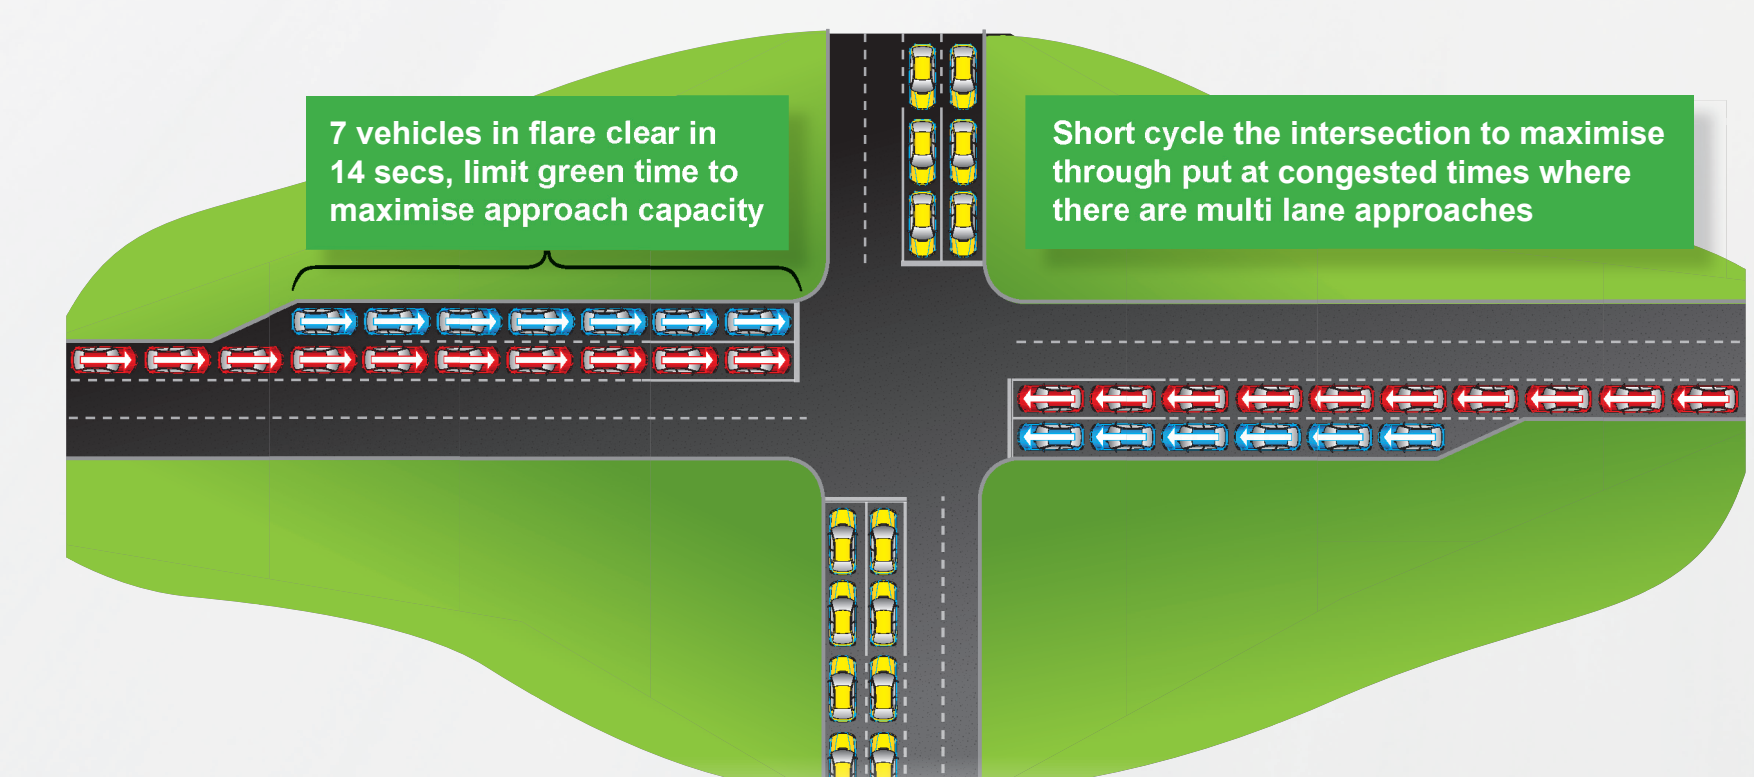 7 vehicles in flare clear in
14 secs, limit green time to
maximise approach capacity
Short cycle the intersection to maximise
through put at congested times where
there are multi lane approaches